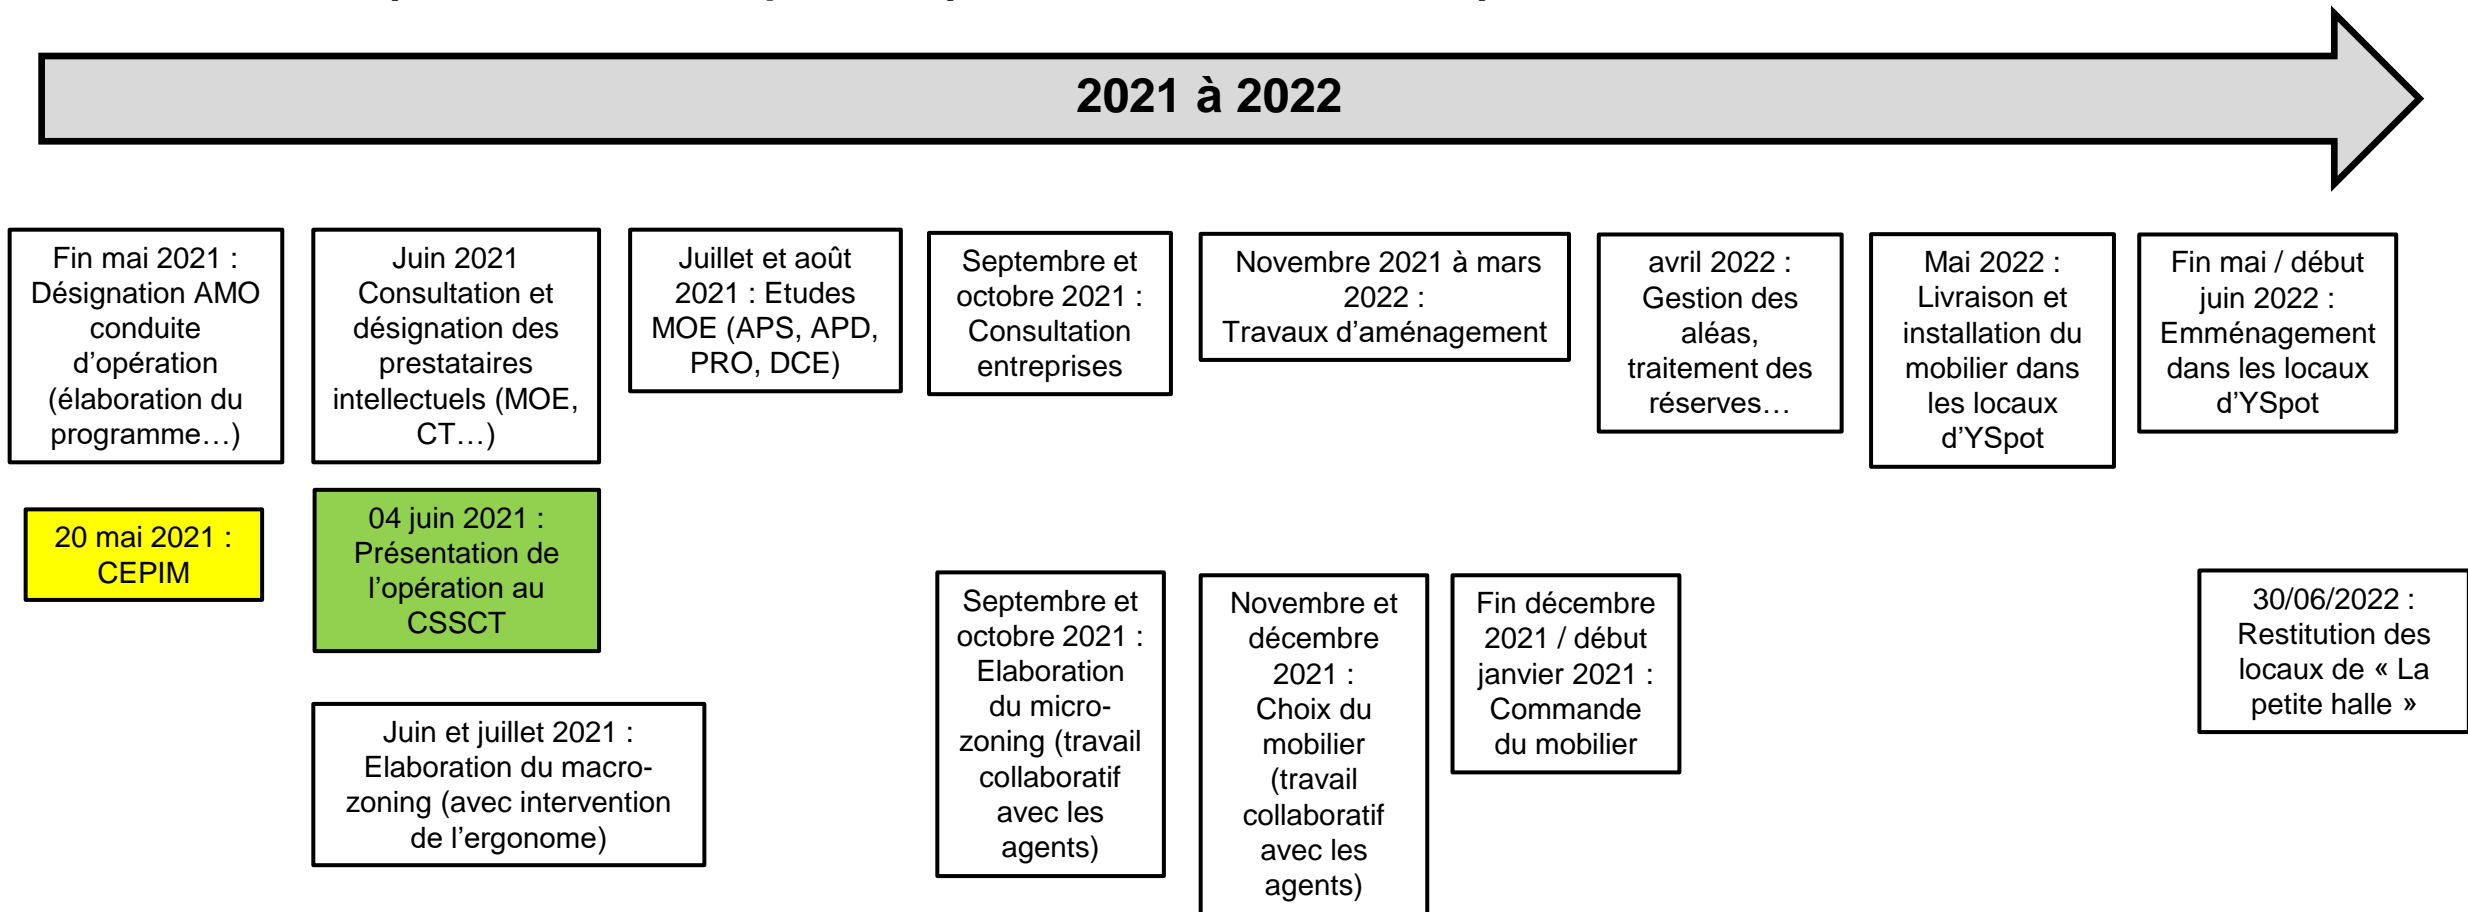 2021 à 2022
Fin mai 2021 :
Désignation AMO
conduite
d’opération
(élaboration du
programme…)
Juin 2021
Consultation et
désignation des
prestataires
intellectuels (MOE,
CT…)
Juillet et août
2021 : Etudes
MOE (APS, APD,
PRO, DCE)
Septembre et
octobre 2021 :
Consultation
entreprises
Novembre 2021 à mars
2022 :
Travaux d’aménagement
avril 2022 :
Gestion des
aléas,
traitement des
réserves…
Mai 2022 :
Livraison et
installation du
mobilier dans
les locaux
d’YSpot
Fin mai / début
juin 2022 :
Emménagement
dans les locaux
d’YSpot
20 mai 2021 :
CEPIM
04 juin 2021 :
Présentation de
l’opération au
CSSCT
Juin et juillet 2021 :
Elaboration du macro-
zoning (avec intervention
de l’ergonome)
Septembre et
octobre 2021 :
Elaboration
du micro-
zoning (travail
collaboratif
avec les
agents)
Novembre et
décembre
2021 :
Choix du
mobilier
(travail
collaboratif
avec les
agents)
Fin décembre
2021 / début
janvier 2021 :
Commande
du mobilier
30/06/2022 :
Restitution des
locaux de « La
petite halle »